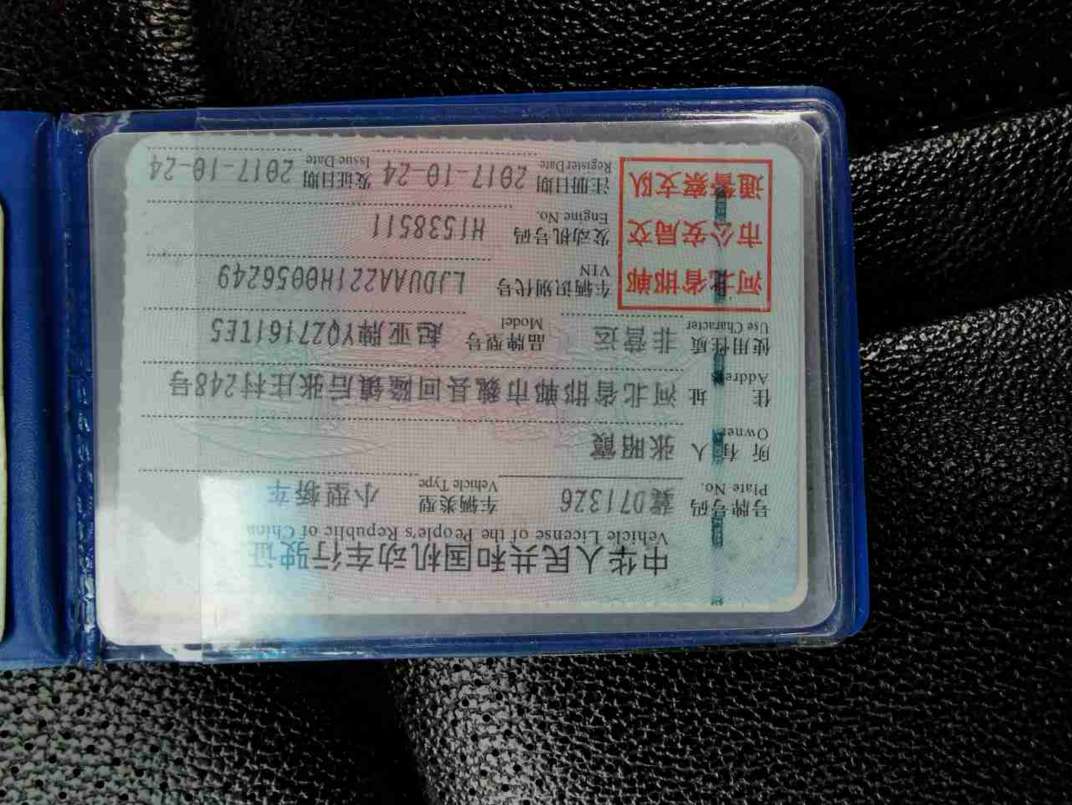 中华人民共和国机动车行驶证
Vehicle License of the People's Republic of China
号牌号码 冀D713Z6 车辆类型 小型轿车
Plate No. Vehicle Type
所有人 张昭霞
Owner
住址 河北省邯郸市魏县回隆镇后张庄村248号
Address
使用性质 非营运 品牌型号 起亚牌YQZ7161TE5
Use Character Model
河北省邯郸
市公安局交
通警察支队
车辆识别代号 LJDUAA221H0056249
VIN
发动机号码 H1538511
Engine No.
注册日期 2017-10-24 发证日期 2017-10-24
Register Date Issue Date